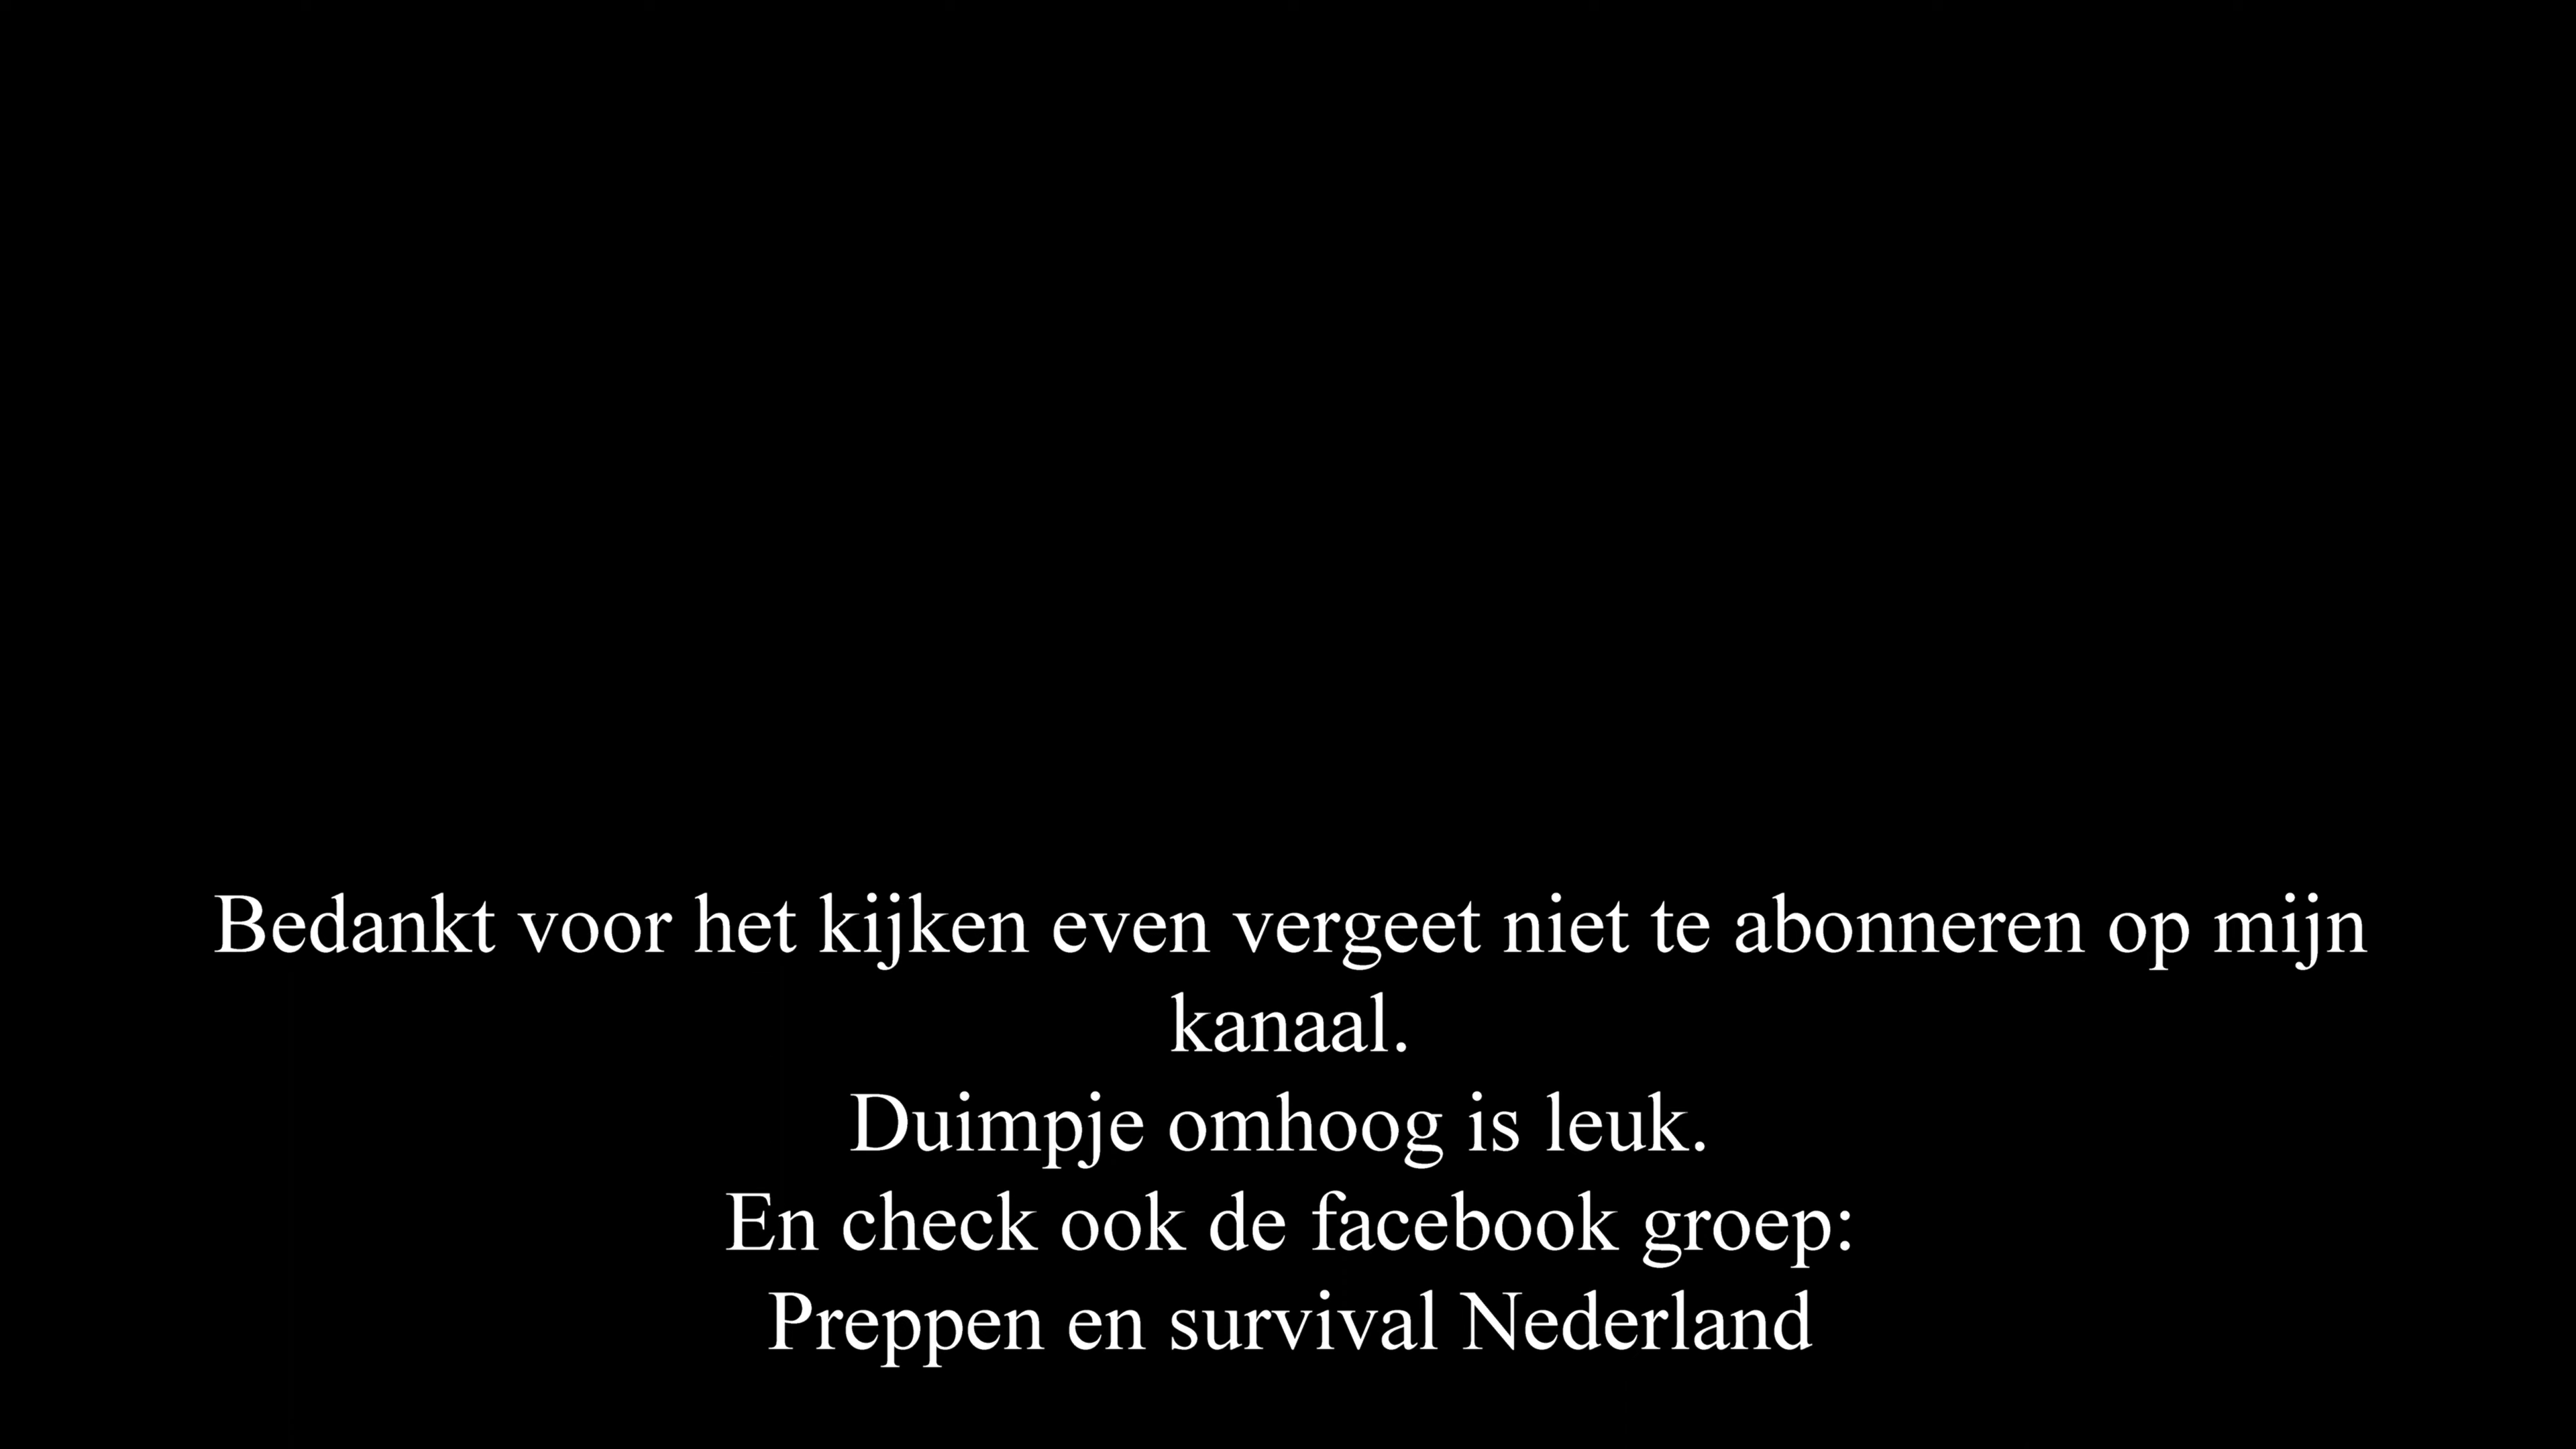 Bedankt voor het kijken even vergeet niet te abonneren op mijn
kanaal.
Duimpje omhoog is leuk.
En check ook de facebook groep:
Preppen en survival Nederland